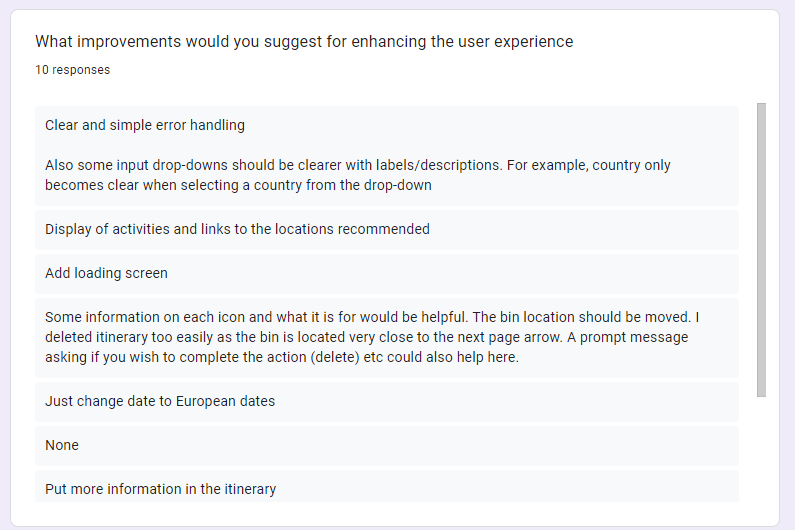 What improvements would you suggest for enhancing the user experience
10 responses
Clear and simple error handling
Also some input drop-downs should be clearer with labels/descriptions. For example, country only
becomes clear when selecting a country from the drop-down
Display of activities and links to the locations recommended
Add loading screen
Some information on each icon and what it is for would be helpful. The bin location should be moved. I
deleted itinerary too easily as the bin is located very close to the next page arrow. A prompt message
asking if you wish to complete the action (delete) etc could also help here.
Just change date to European dates
None
Put more information in the itinerary